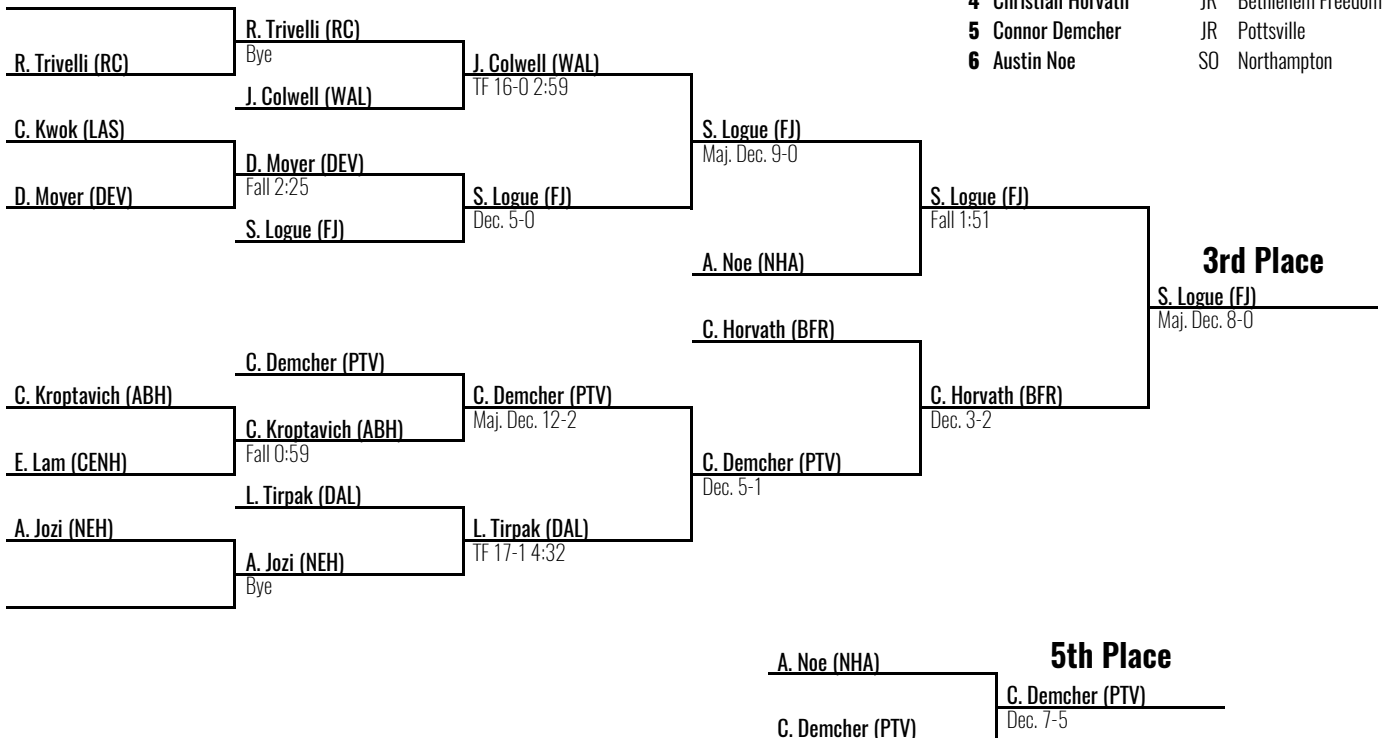 4 Christian Horvath JR Bethlehem Freedom
5 Connor Demcher JR Pottsville
6 Austin Noe SO Northampton
R. Trivelli (RC)
R. Trivelli (RC)
Bye
J. Colwell (WAL)
J. Colwell (WAL)
TF 16-0 2:59
C. Kwok (LAS)
D. Moyer (DEV)
D. Moyer (DEV)
Fall 2:25
S. Logue (FJ)
S. Logue (FJ)
Dec. 5-0
S. Logue (FJ)
Maj. Dec. 9-0
A. Noe (NHA)
S. Logue (FJ)
Fall 1:51
3rd Place
S. Logue (FJ)
Maj. Dec. 8-0
C. Horvath (BFR)
C. Horvath (BFR)
Dec. 3-2
C. Demcher (PTV)
C. Kroptavich (ABH)
C. Kroptavich (ABH)
Fall 0:59
E. Lam (CENH)
C. Demcher (PTV)
Maj. Dec. 12-2
C. Demcher (PTV)
Dec. 5-1
L. Tirpak (DAL)
A. Jozi (NEH)
A. Jozi (NEH)
Bye
L. Tirpak (DAL)
TF 17-1 4:32
5th Place
A. Noe (NHA)
C. Demcher (PTV)
C. Demcher (PTV)
Dec. 7-5